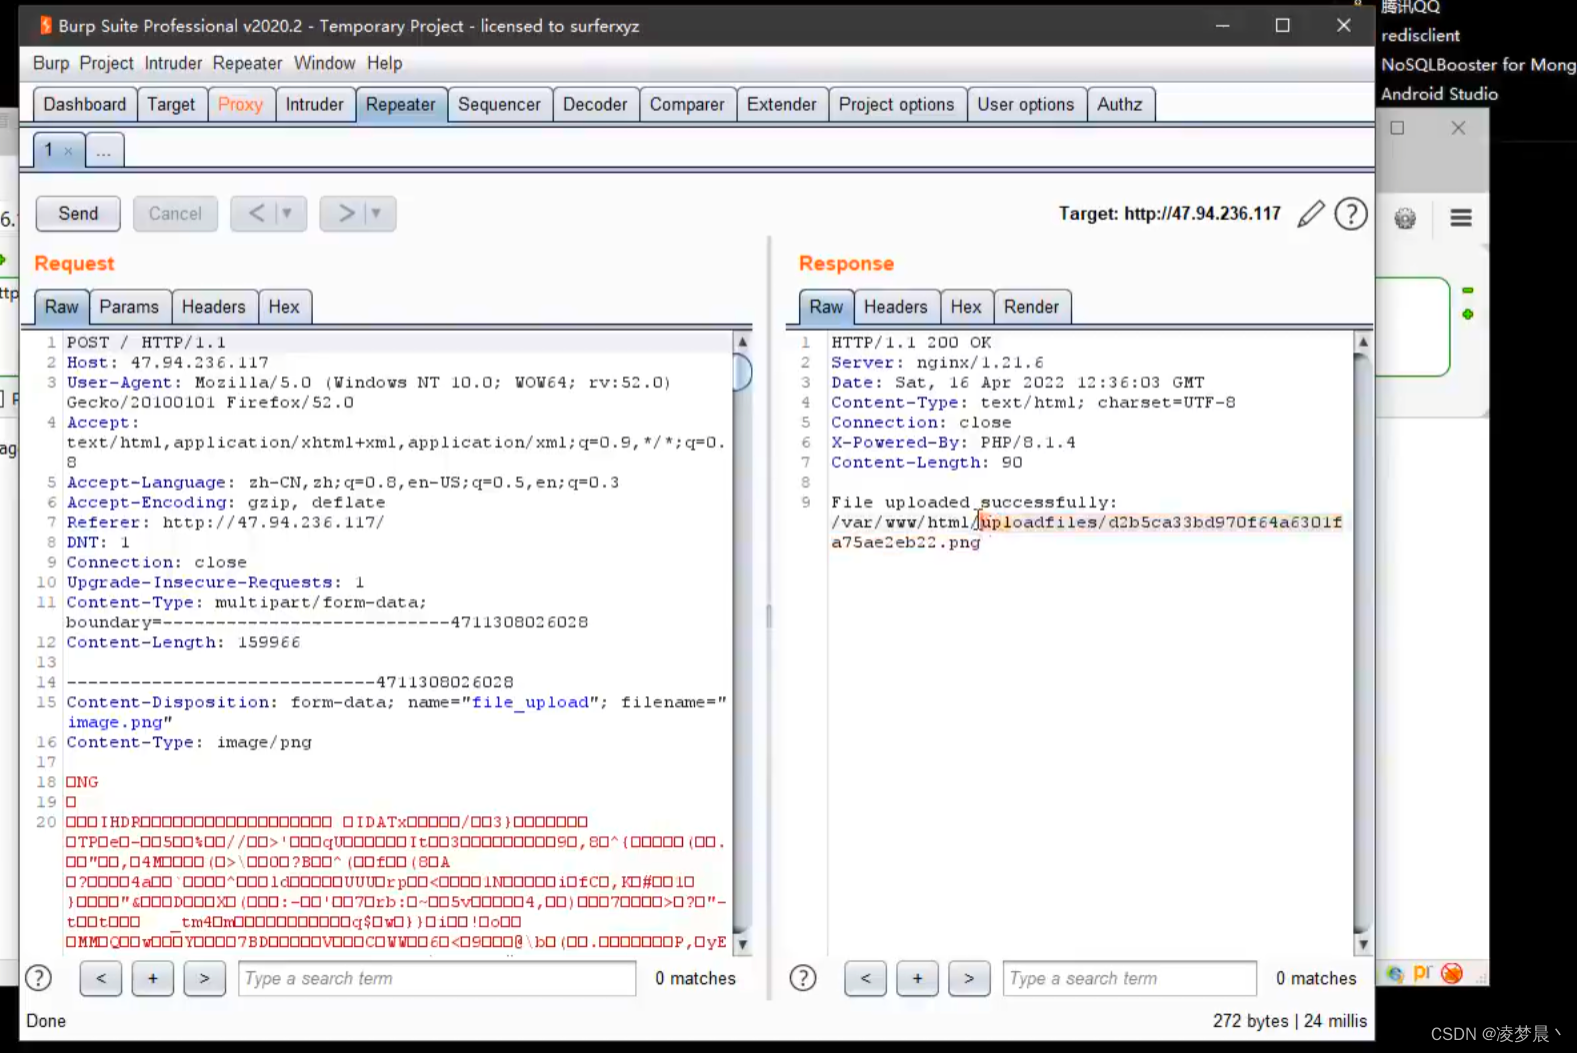 腾讯QQ
redisclient
NoSQLBooster for Mong
Android Studio
Burp Suite Professional v2020.2 - Temporary Project - licensed to surferxyz
Burp Project Intruder Repeater Window Help
Dashboard Target Proxy Intruder Repeater Sequencer Decoder Comparer Extender Project options User options Authz
1 × ...
Send Cancel < ▼ > ▼
Target: http://47.94.236.117
Request
Raw Params Headers Hex
1 POST / HTTP/1.1
2 Host: 47.94.236.117
3 User-Agent: Mozilla/5.0 (Windows NT 10.0; WOW64; rv:52.0)
Gecko/20100101 Firefox/52.0
4 Accept:
text/html,application/xhtml+xml,application/xml;q=0.9,*/*;q=0.
8
5 Accept-Language: zh-CN,zh;q=0.8,en-US;q=0.5,en;q=0.3
6 Accept-Encoding: gzip, deflate
7 Referer: http://47.94.236.117/
8 DNT: 1
9 Connection: close
10 Upgrade-Insecure-Requests: 1
11 Content-Type: multipart/form-data;
boundary=---------------------------4711308026028
12 Content-Length: 159966
13
14 -----------------------------4711308026028
15 Content-Disposition: form-data; name="file_upload"; filename="
image.png"
16 Content-Type: image/png
17
18 NG
19
20 IHDR IDATx
Response
Raw Headers Hex Render
1 HTTP/1.1 200 OK
2 Server: nginx/1.21.6
3 Date: Sat, 16 Apr 2022 12:36:03 GMT
4 Content-Type: text/html; charset=UTF-8
5 Connection: close
6 X-Powered-By: PHP/8.1.4
7 Content-Length: 90
8
9 File uploaded successfully:
/var/www/html/uploadfiles/d2b5ca33bd970f64a6301f
a75ae2eb22.png
? < + > Type a search term 0 matches
? < + > Type a search term 0 matches
Done
272 bytes | 24 millis
CSDN @凌梦晨丶